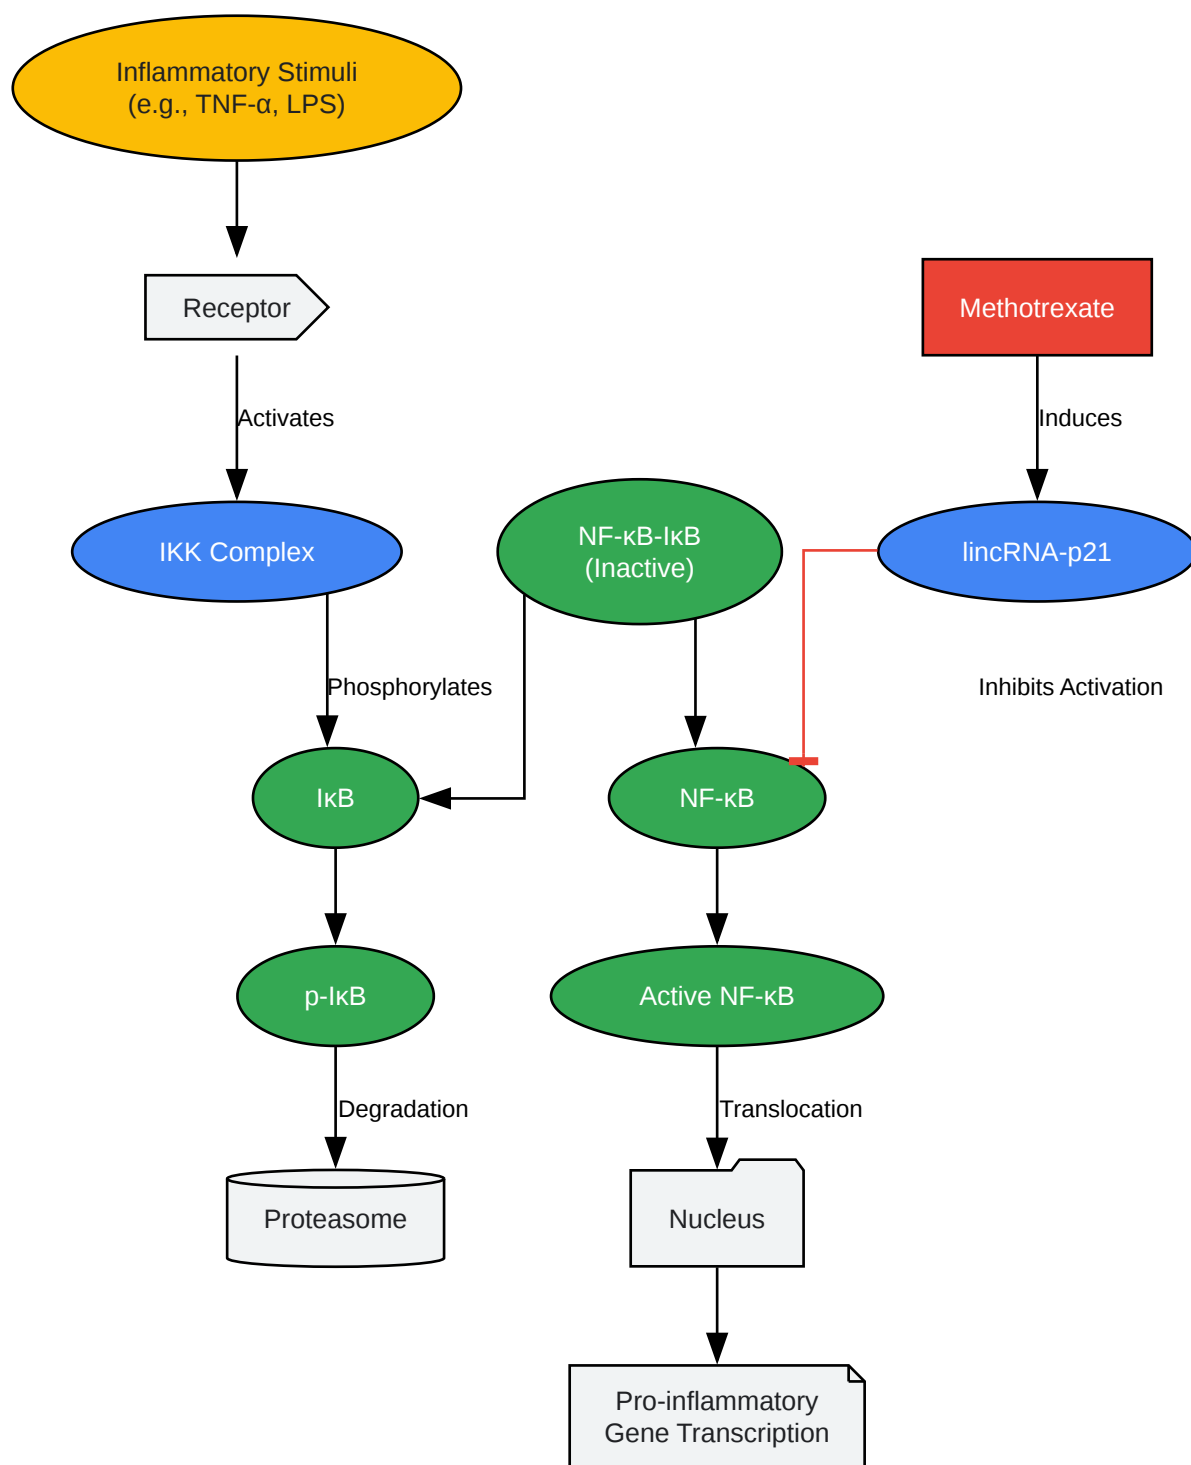 Inflammatory Stimuli
(e.g., TNF-α, LPS)
Receptor
Methotrexate
Activates
Induces
IKK Complex
NF-κB-IκB
(Inactive)
lincRNA-p21
Phosphorylates
Inhibits Activation
IκB
NF-κB
p-IκB
Active NF-κB
Degradation
Translocation
Proteasome
Nucleus
Pro-inflammatory
Gene Transcription